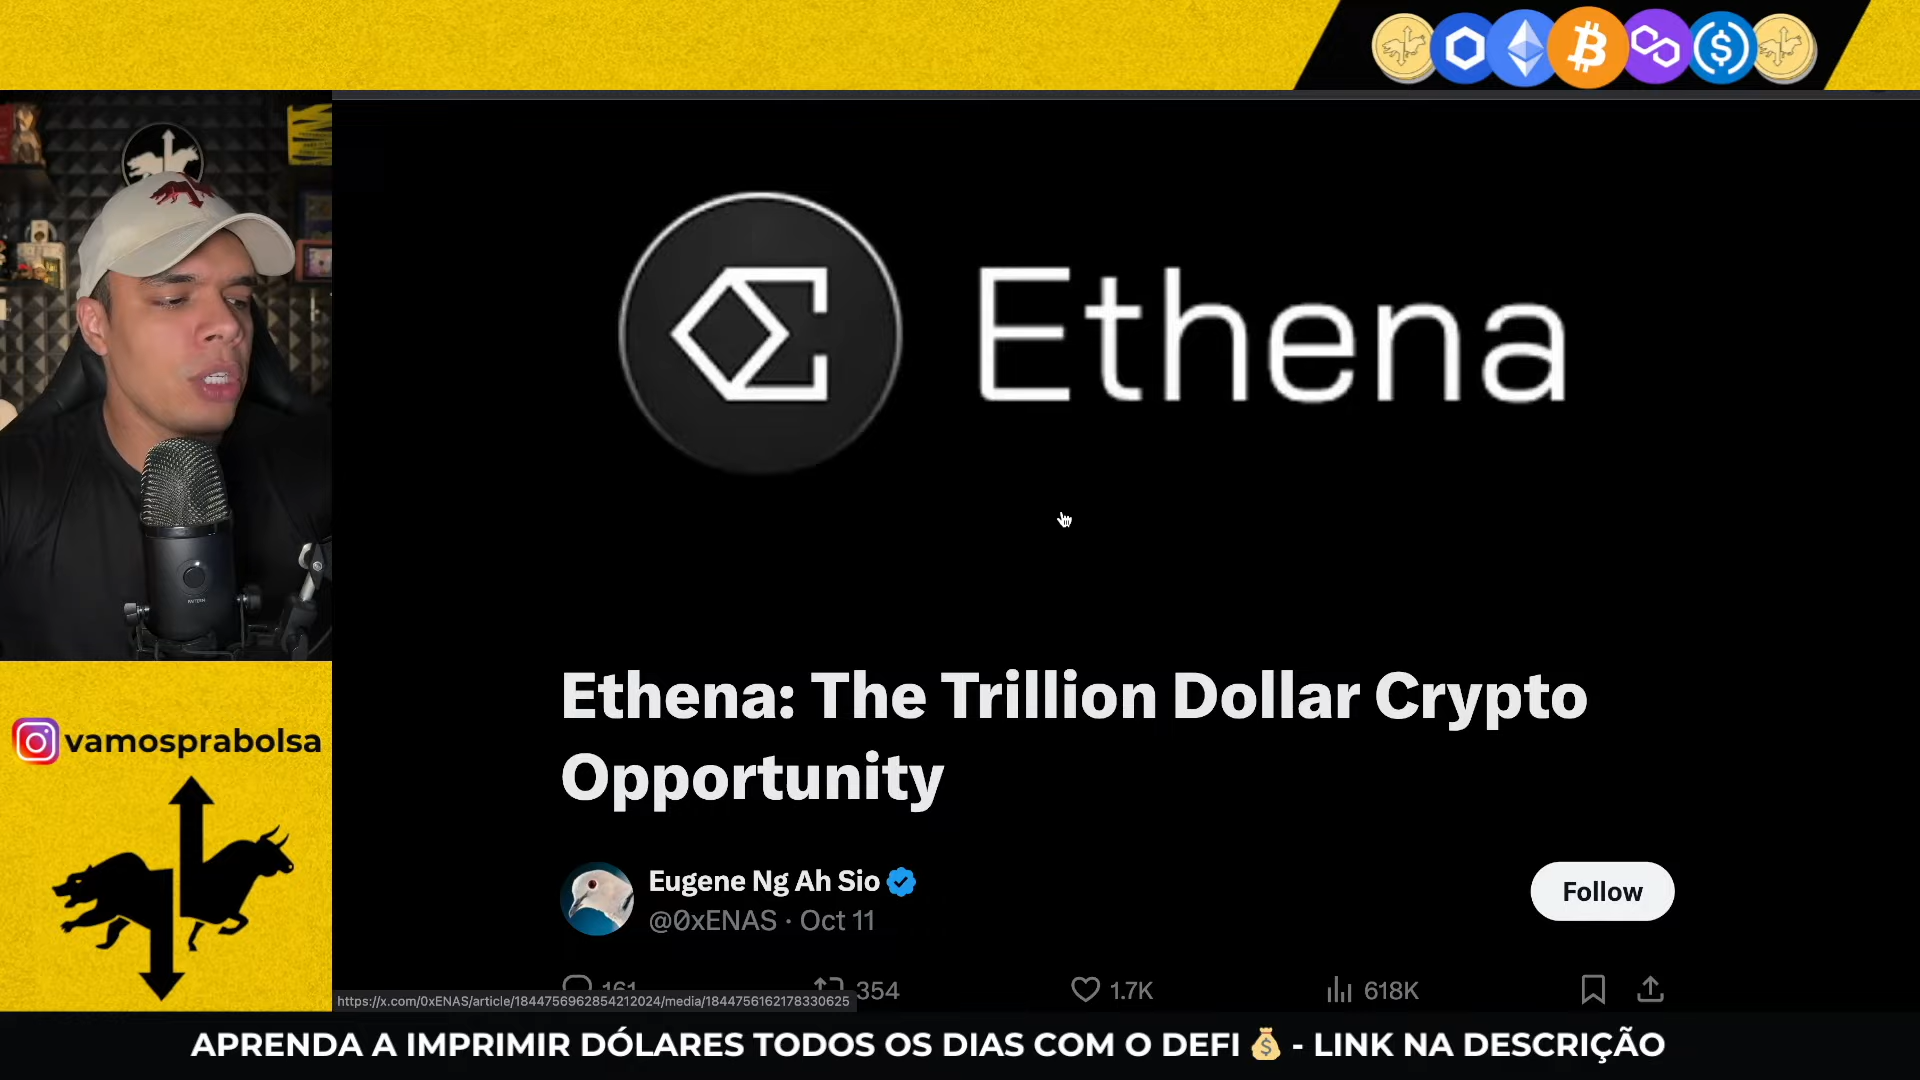 Ethena
Ethena: The Trillion Dollar Crypto
Opportunity
Eugene Ng Ah Sio
@0xENAS · Oct 11
Follow
161
354
1.7K
618K
https://x.com/0xENAS/article/1844756962854212024/media/1844756162178330625
vamosprabolsa
APRENDA A IMPRIMIR DÓLARES TODOS OS DIAS COM O DEFI 💰 - LINK NA DESCRIÇÃO